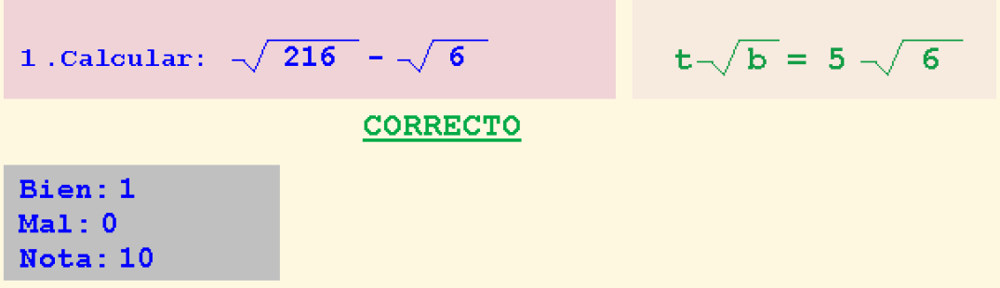 1.Calcular: √216 - √6
t√b = 5 √6
CORRECTO
Bien: 1
Mal: 0
Nota: 10